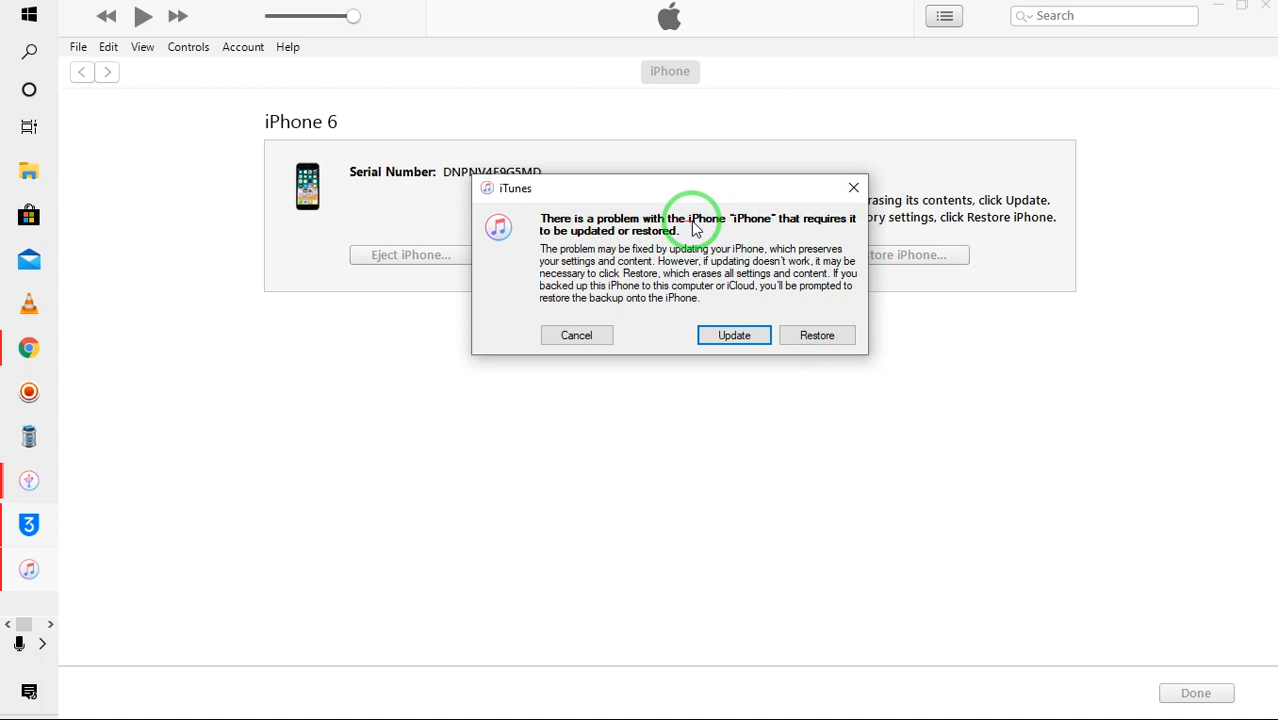 Search
File Edit View Controls Account Help
iPhone
iPhone 6
Serial Number: DNPNV4F9G5MD
iTunes
There is a problem with the iPhone "iPhone" that requires it
to be updated or restored.
The problem may be fixed by updating your iPhone, which preserves
your settings and content. However, if updating doesn't work, it may be
necessary to click Restore, which erases all settings and content. If you
backed up this iPhone to this computer or iCloud, you'll be prompted to
restore the backup onto the iPhone.
Cancel Update Restore
rasing its contents, click Update.
ory settings, click Restore iPhone.
Eject iPhone...
store iPhone...
3
Done